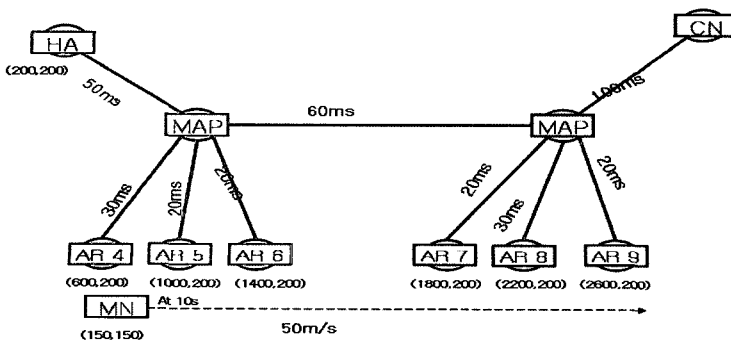 HA
CN
(200,200)
50ms
100ms
MAP
60ms
MAP
30ms
20ms
20ms
20ms
30ms
20ms
AR 4
AR 5
AR 6
AR 7
AR 8
AR 9
(600,200)
(1000,200)
(1400,200)
(1800,200)
(2200,200)
(2600,200)
MN
At 10s
50m/s
(150,150)